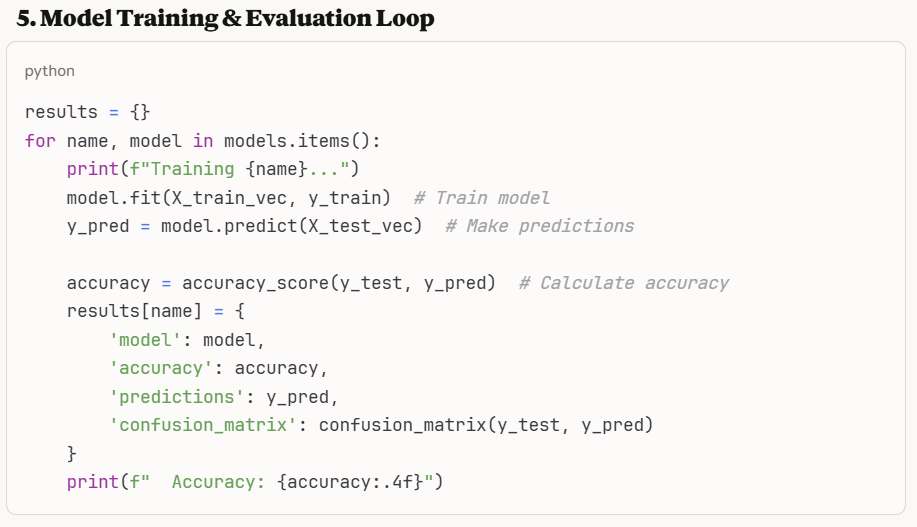 5. Model Training & Evaluation Loop
python
results = {}
for name, model in models.items():
    print(f"Training {name}...")
    model.fit(X_train_vec, y_train)  # Train model
    y_pred = model.predict(X_test_vec)  # Make predictions
    accuracy = accuracy_score(y_test, y_pred)  # Calculate accuracy
    results[name] = {
        'model': model,
        'accuracy': accuracy,
        'predictions': y_pred,
        'confusion_matrix': confusion_matrix(y_test, y_pred)
    }
    print(f"  Accuracy: {accuracy:.4f}")